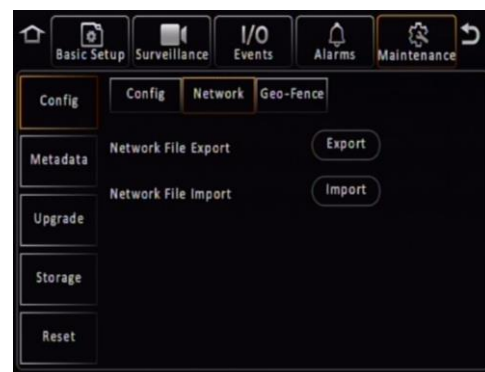 Basic Setup
Surveillance
I/O
Events
Alarms
Maintenance
Config
Network
Geo-Fence
Config
Metadata
Upgrade
Storage
Reset
Network File Export
Export
Network File Import
Import